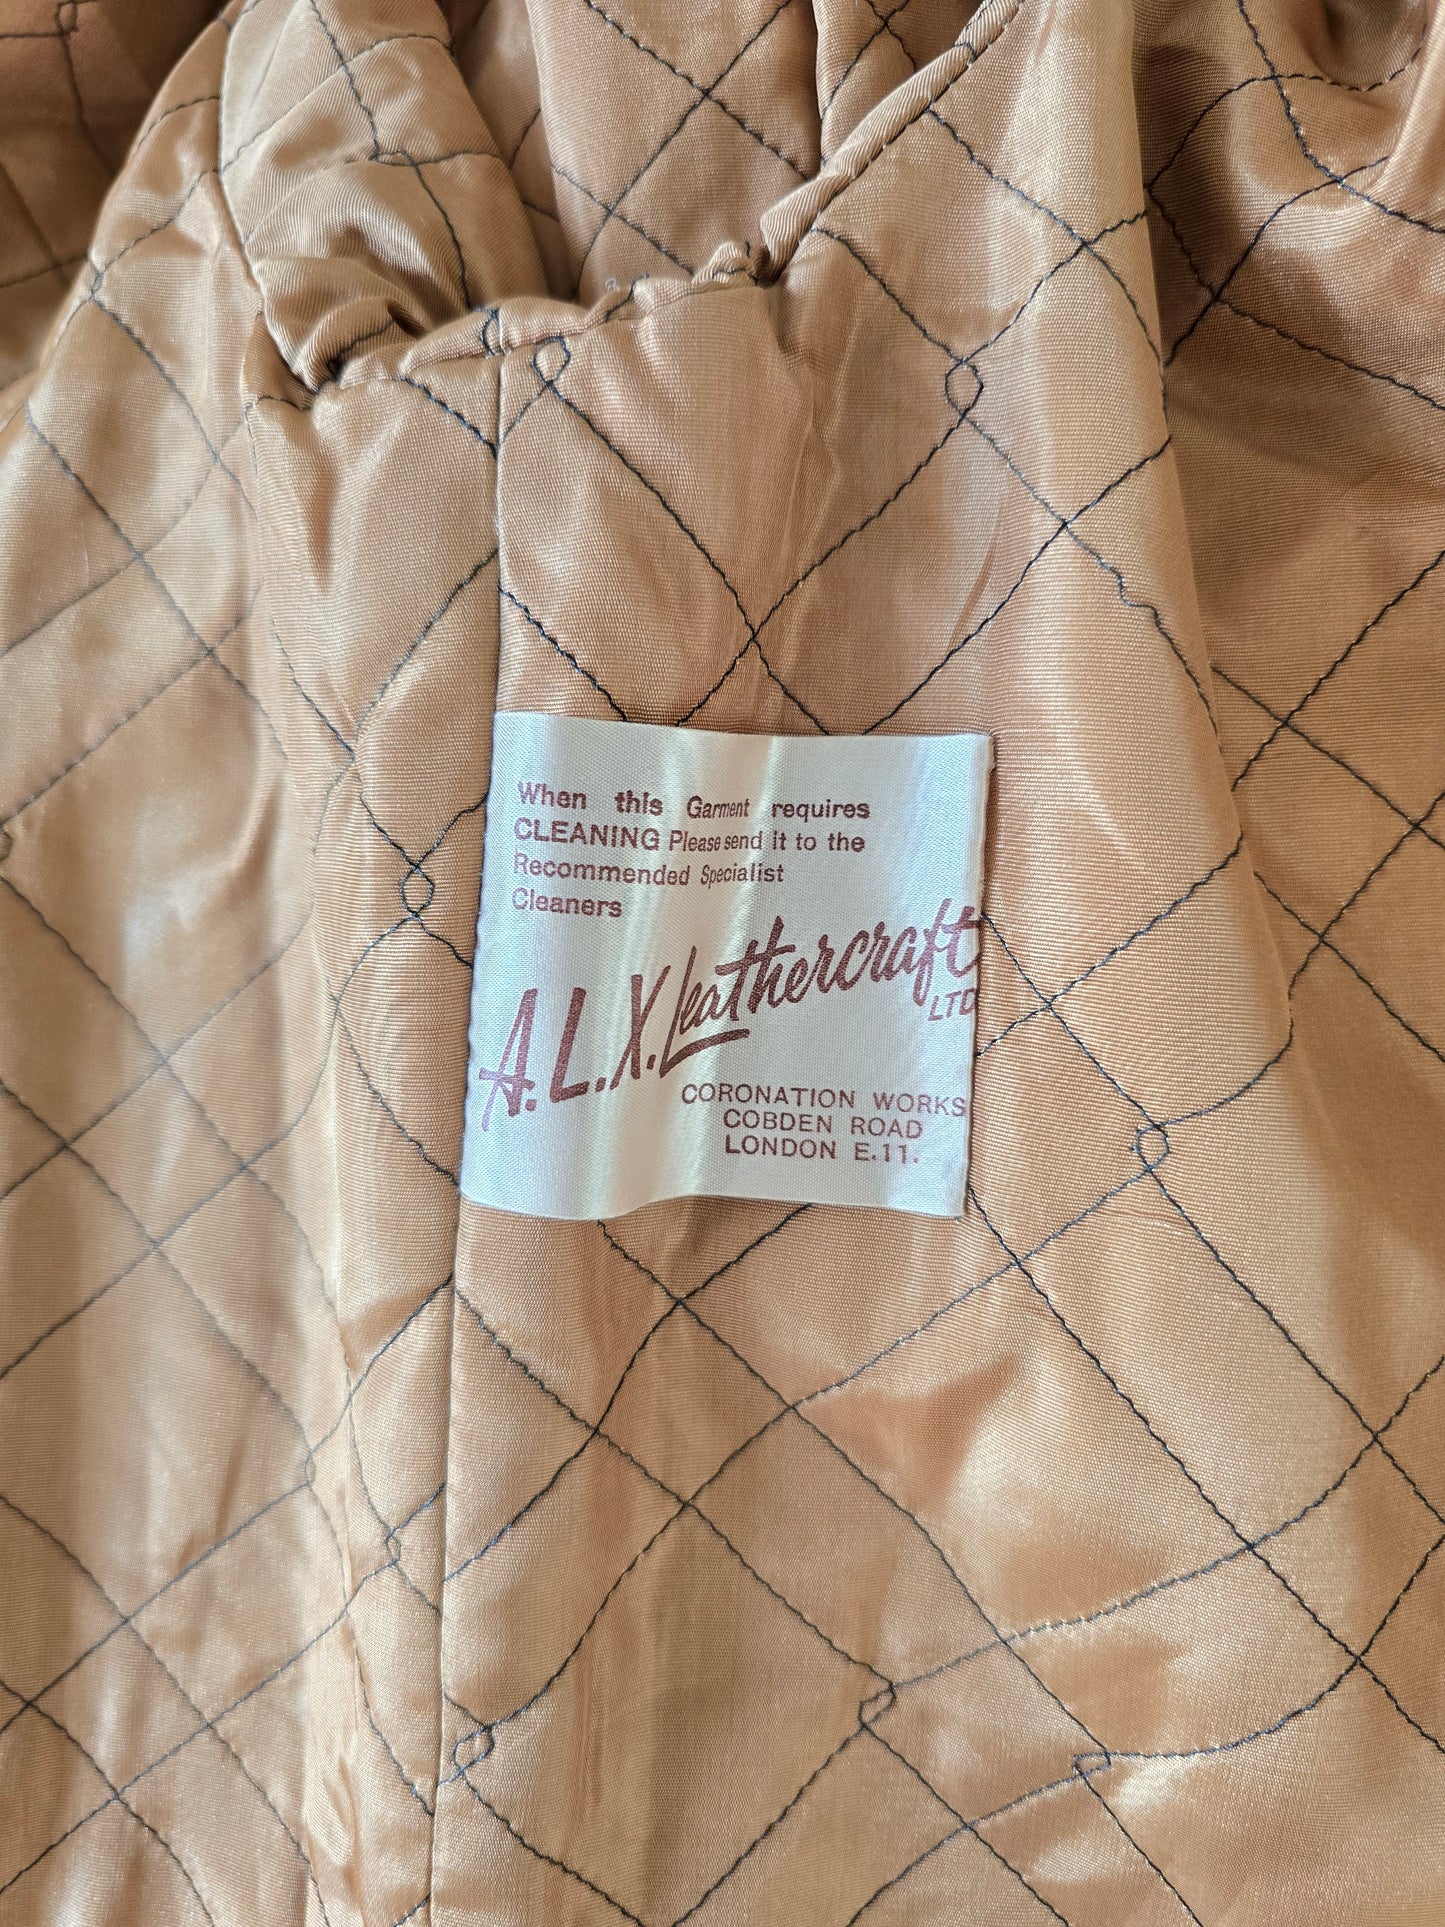 When this Garment requires
CLEANING Please send it to the
Recommended Specialist
Cleaners
A.L.X. Leathercraft
LTD
CORONATION WORKS
COBDEN ROAD
LONDON E.11.